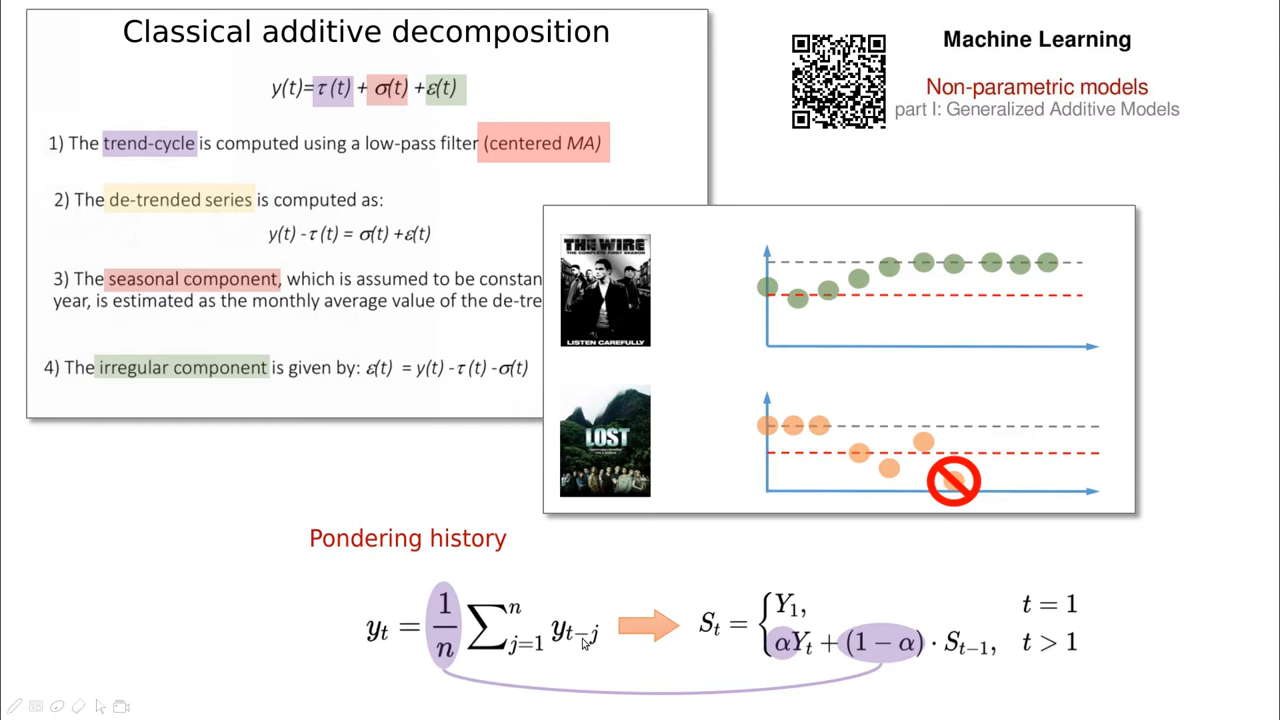 Classical additive decomposition
y(t)=τ(t) + σ(t) +ε(t)
1) The trend-cycle is computed using a low-pass filter (centered MA)
2) The de-trended series is computed as:
y(t) -τ(t) = σ(t) +ε(t)
3) The seasonal component, which is assumed to be constan
year, is estimated as the monthly average value of the de-tre
4) The irregular component is given by: ε(t) = y(t) -τ(t) -σ(t)
Machine Learning
Non-parametric models
part I: Generalized Additive Models
THE WIRE
THE COMPLETE FIRST SEASON
LISTEN CAREFULLY
LOST
Pondering history
y_t = 1/n ∑_{j=1}^{n} y_{t-j}
S_t = { Y_1, t = 1
αY_t + (1 − α) · S_{t−1}, t > 1